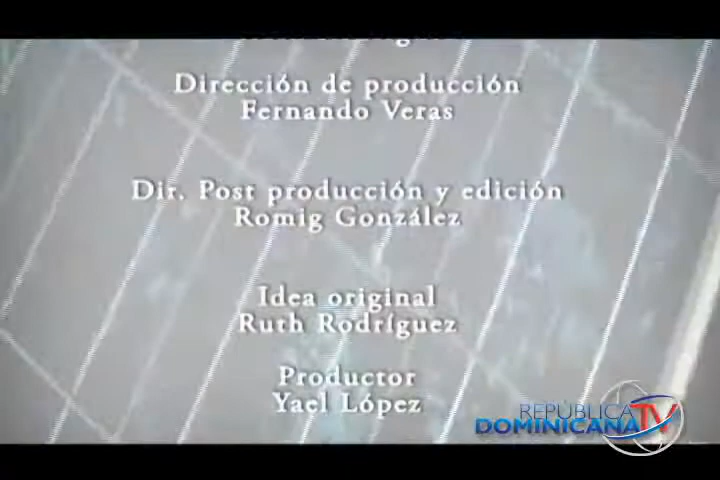 Dirección de producción
Fernando Veras
Dir. Post producción y edición
Romig González
Idea original
Ruth Rodríguez
Productor
Yael López
REPÚBLICA
DOMINICANA TV